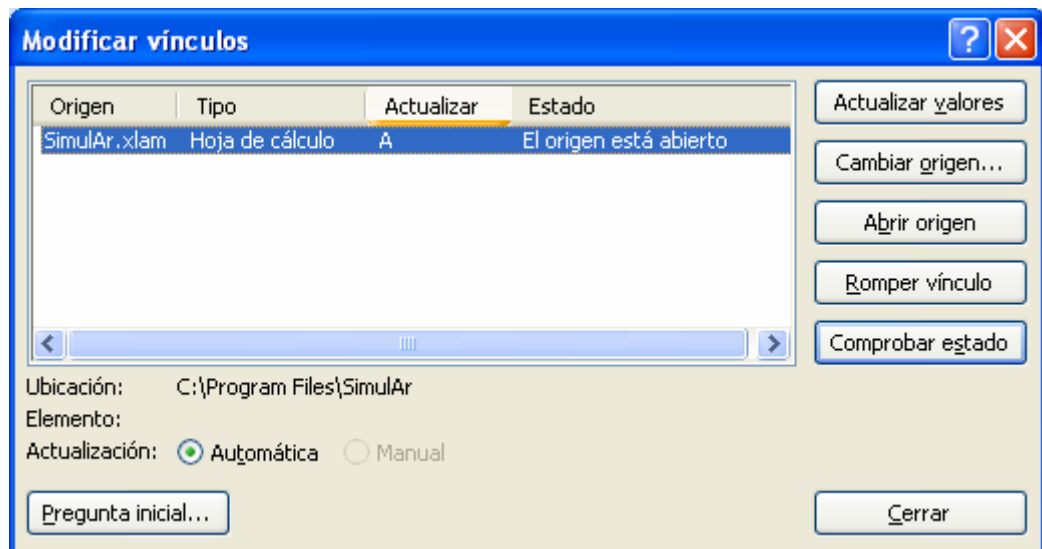 Modificar vínculos
Origen Tipo Actualizar Estado
SimulAr.xlam Hoja de cálculo A El origen está abierto
Actualizar valores
Cambiar origen...
Abrir origen
Romper vínculo
Comprobar estado
Ubicación: C:\Program Files\SimulAr
Elemento:
Actualización: Automática Manual
Pregunta inicial... Cerrar